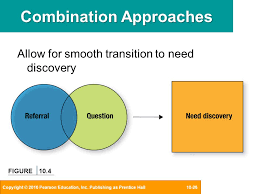 Combination Approaches
Allow for smooth transition to need
discovery
Referral
Question
Need discovery
FIGURE 10.4
Copyright © 2010 Pearson Education, Inc. Publishing as Prentice Hall